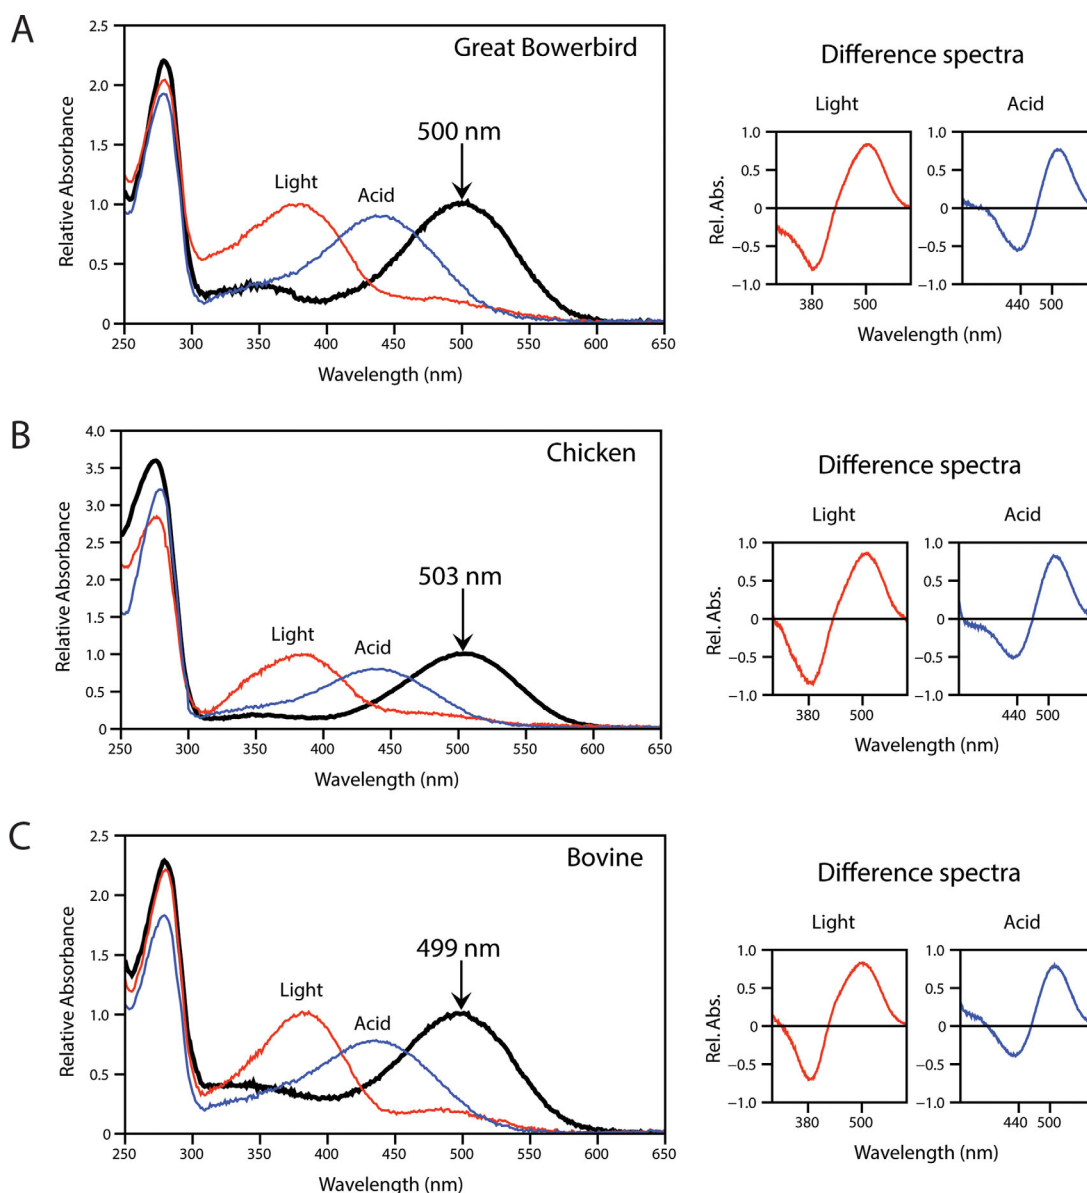 A
Great Bowerbird
Relative Absorbance
2.5
2.0
1.5
1.0
0.5
0
500 nm
Light
Acid
250 300 350 400 450 500 550 600 650
Wavelength (nm)
Difference spectra
Light
Acid
Rel. Abs.
1.0
0.5
0
−0.5
−1.0
380 500
1.0
0.5
0
−0.5
−1.0
440 500
Wavelength (nm)
B
Chicken
Relative Absorbance
4.0
3.5
3.0
2.5
2.0
1.5
1.0
0.5
0
503 nm
Light
Acid
250 300 350 400 450 500 550 600 650
Wavelength (nm)
Difference spectra
Light
Acid
Rel. Abs.
1.0
0.5
0
−0.5
−1.0
380 500
1.0
0.5
0
−0.5
−1.0
440 500
Wavelength (nm)
C
Bovine
Relative Absorbance
2.5
2.0
1.5
1.0
0.5
0
499 nm
Light
Acid
250 300 350 400 450 500 550 600 650
Wavelength (nm)
Difference spectra
Light
Acid
Rel. Abs.
1.0
0.5
0
−0.5
−1.0
380 500
1.0
0.5
0
−0.5
−1.0
440 500
Wavelength (nm)